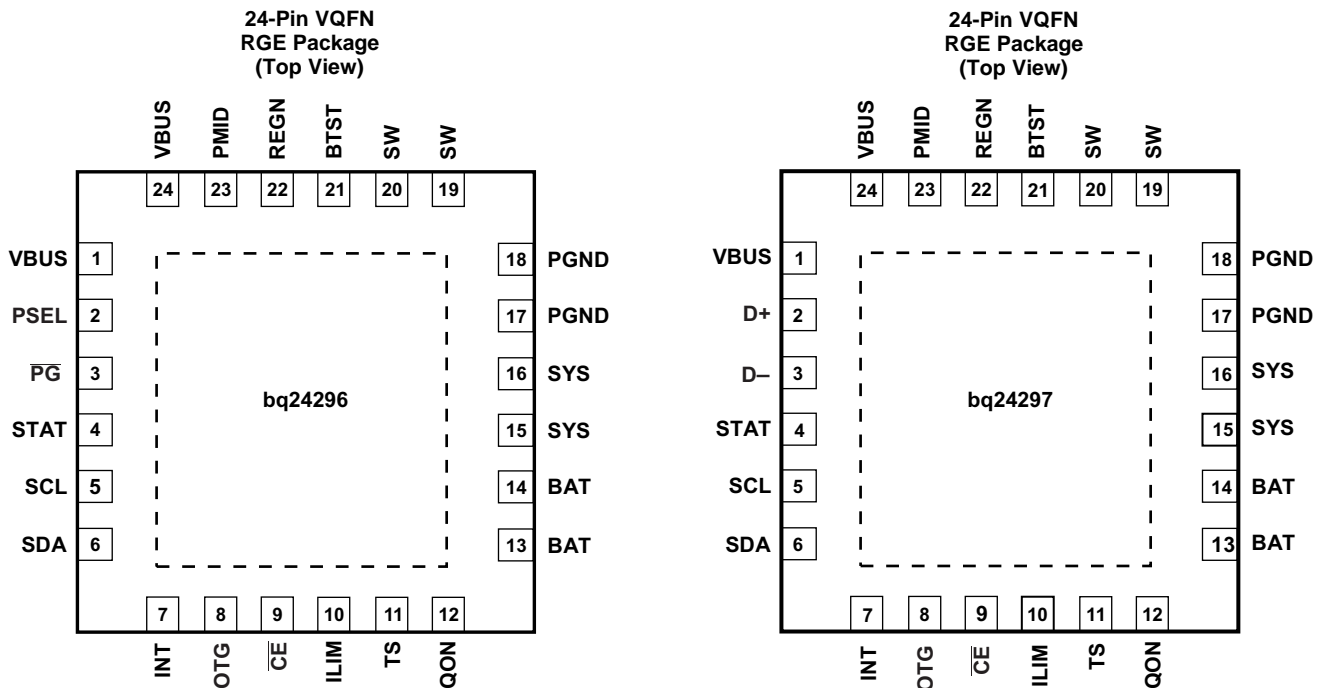 24-Pin VQFN
RGE Package
(Top View)
VBUS
PMID
REGN
BTST
SW
SW
24
23
22
21
20
19
VBUS 1
PSEL 2
PG 3
STAT 4
SCL 5
SDA 6
bq24296
18 PGND
17 PGND
16 SYS
15 SYS
14 BAT
13 BAT
7
8
9
10
11
12
INT
OTG
CE
ILIM
TS
QON
24-Pin VQFN
RGE Package
(Top View)
VBUS
PMID
REGN
BTST
SW
SW
24
23
22
21
20
19
VBUS 1
D+ 2
D– 3
STAT 4
SCL 5
SDA 6
bq24297
18 PGND
17 PGND
16 SYS
15 SYS
14 BAT
13 BAT
7
8
9
10
11
12
INT
OTG
CE
ILIM
TS
QON